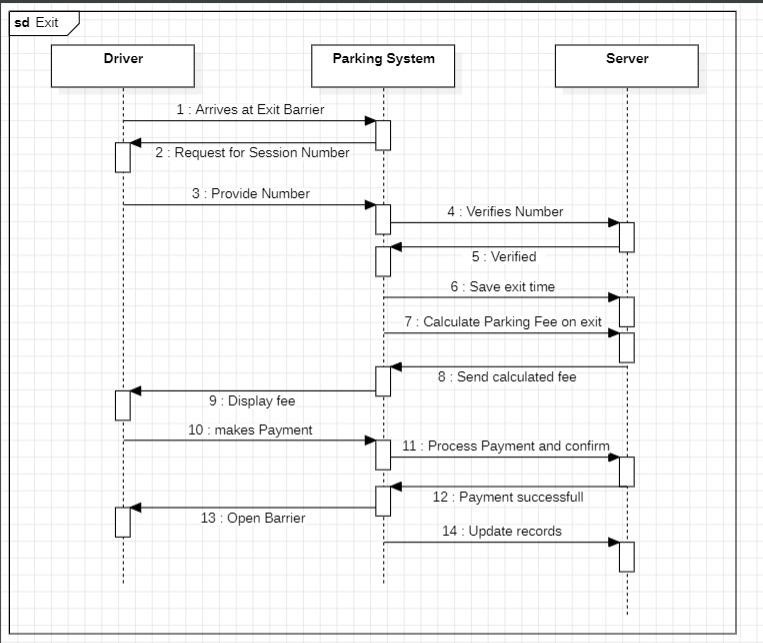 sd Exit
Driver
Parking System
Server
1 : Arrives at Exit Barrier
2 : Request for Session Number
3 : Provide Number
4 : Verifies Number
5 : Verified
6 : Save exit time
7 : Calculate Parking Fee on exit
8 : Send calculated fee
9 : Display fee
10 : makes Payment
11 : Process Payment and confirm
12 : Payment successfull
13 : Open Barrier
14 : Update records